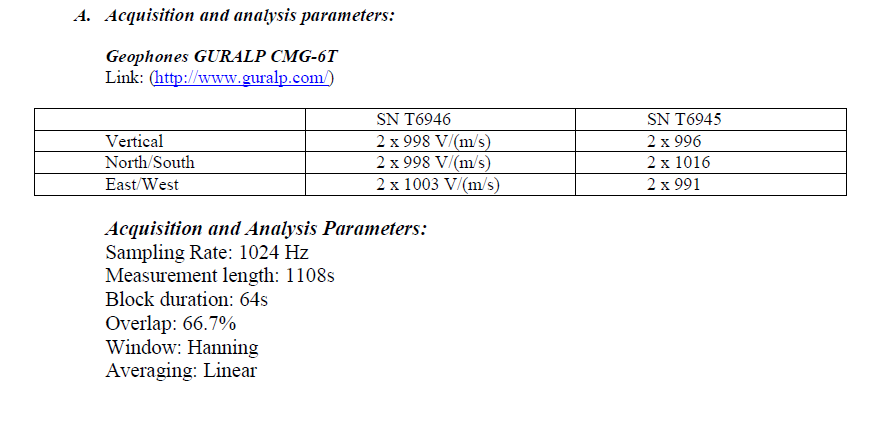 A. Acquisition and analysis parameters:
Geophones GURALP CMG-6T
Link: (http://www.guralp.com/)
SN T6946 SN T6945
Vertical 2 x 998 V/(m/s) 2 x 996
North/South 2 x 998 V/(m/s) 2 x 1016
East/West 2 x 1003 V/(m/s) 2 x 991
Acquisition and Analysis Parameters:
Sampling Rate: 1024 Hz
Measurement length: 1108s
Block duration: 64s
Overlap: 66.7%
Window: Hanning
Averaging: Linear